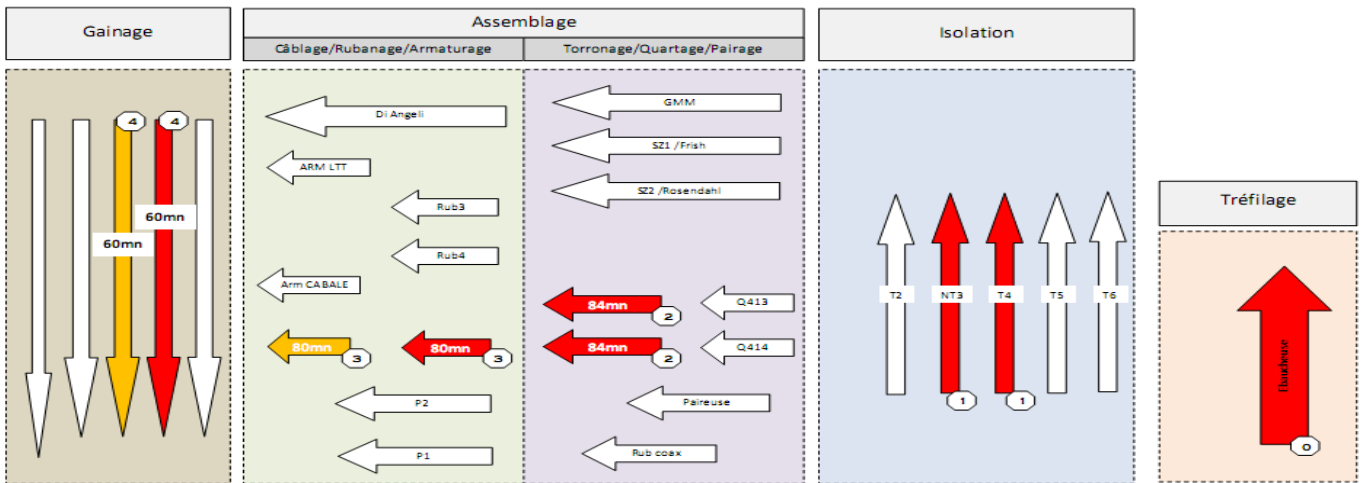 Gainage
Assemblage
Câblage/Rubanage/Armaturage
Torronage/Quartage/Pairage
Isolation
Tréfilage
4
4
60mn
60mn
Di Angeli
ARM LTT
Rub3
Rub4
Arm CABALE
80mn
3
80mn
3
P2
P1
GMM
SZ1 /Frish
SZ2 /Rosendahl
84mn
2
Q413
84mn
2
Q414
Paireuse
Rub coax
T2
NT3
T4
T5
T6
1
1
Ebaucheuse
0